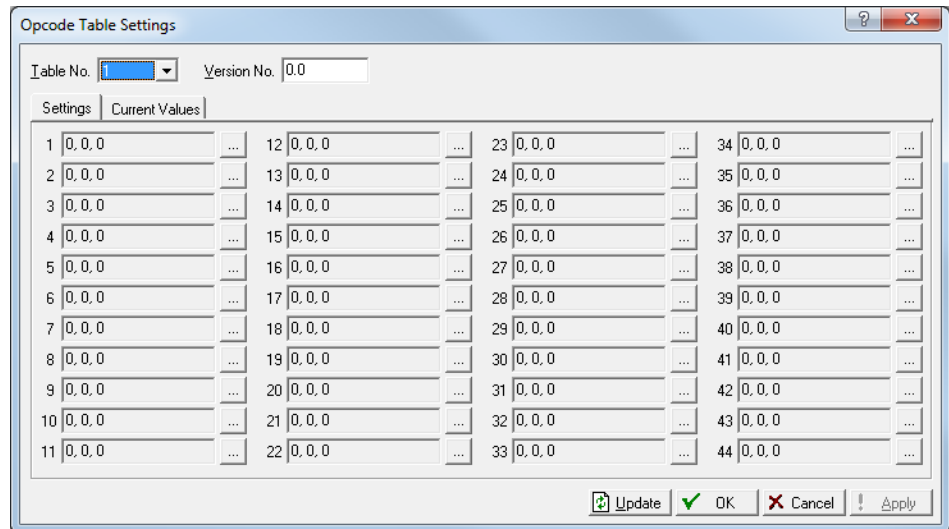 Opcode Table Settings
Table No. 1 Version No. 0.0
Settings Current Values
1 0, 0, 0 ... 12 0, 0, 0 ... 23 0, 0, 0 ... 34 0, 0, 0 ...
2 0, 0, 0 ... 13 0, 0, 0 ... 24 0, 0, 0 ... 35 0, 0, 0 ...
3 0, 0, 0 ... 14 0, 0, 0 ... 25 0, 0, 0 ... 36 0, 0, 0 ...
4 0, 0, 0 ... 15 0, 0, 0 ... 26 0, 0, 0 ... 37 0, 0, 0 ...
5 0, 0, 0 ... 16 0, 0, 0 ... 27 0, 0, 0 ... 38 0, 0, 0 ...
6 0, 0, 0 ... 17 0, 0, 0 ... 28 0, 0, 0 ... 39 0, 0, 0 ...
7 0, 0, 0 ... 18 0, 0, 0 ... 29 0, 0, 0 ... 40 0, 0, 0 ...
8 0, 0, 0 ... 19 0, 0, 0 ... 30 0, 0, 0 ... 41 0, 0, 0 ...
9 0, 0, 0 ... 20 0, 0, 0 ... 31 0, 0, 0 ... 42 0, 0, 0 ...
10 0, 0, 0 ... 21 0, 0, 0 ... 32 0, 0, 0 ... 43 0, 0, 0 ...
11 0, 0, 0 ... 22 0, 0, 0 ... 33 0, 0, 0 ... 44 0, 0, 0 ...
Update OK Cancel ! Apply